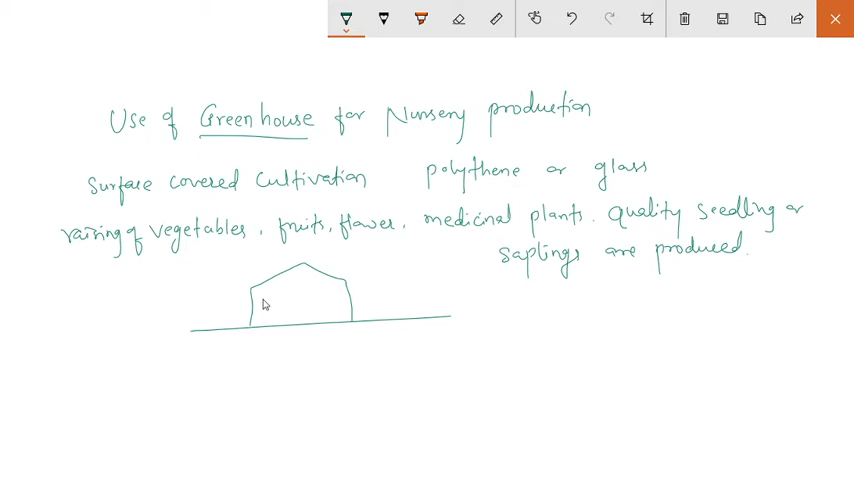 Use of Greenhouse for Nursery production
Surface covered cultivation polythene or glass
raising of vegetables, fruits, flower, medicinal plants. Quality seedling or
saplings are produced.